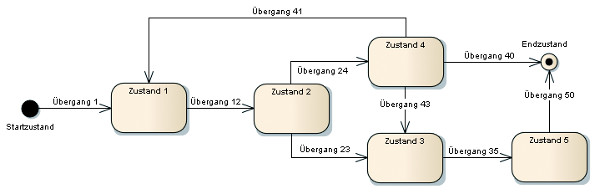 Übergang 41
Zustand 4
Endzustand
Übergang 40
Übergang 24
Zustand 1
Zustand 2
Übergang 1
Übergang 12
Übergang 43
Übergang 50
Startzustand
Zustand 3
Zustand 5
Übergang 23
Übergang 35